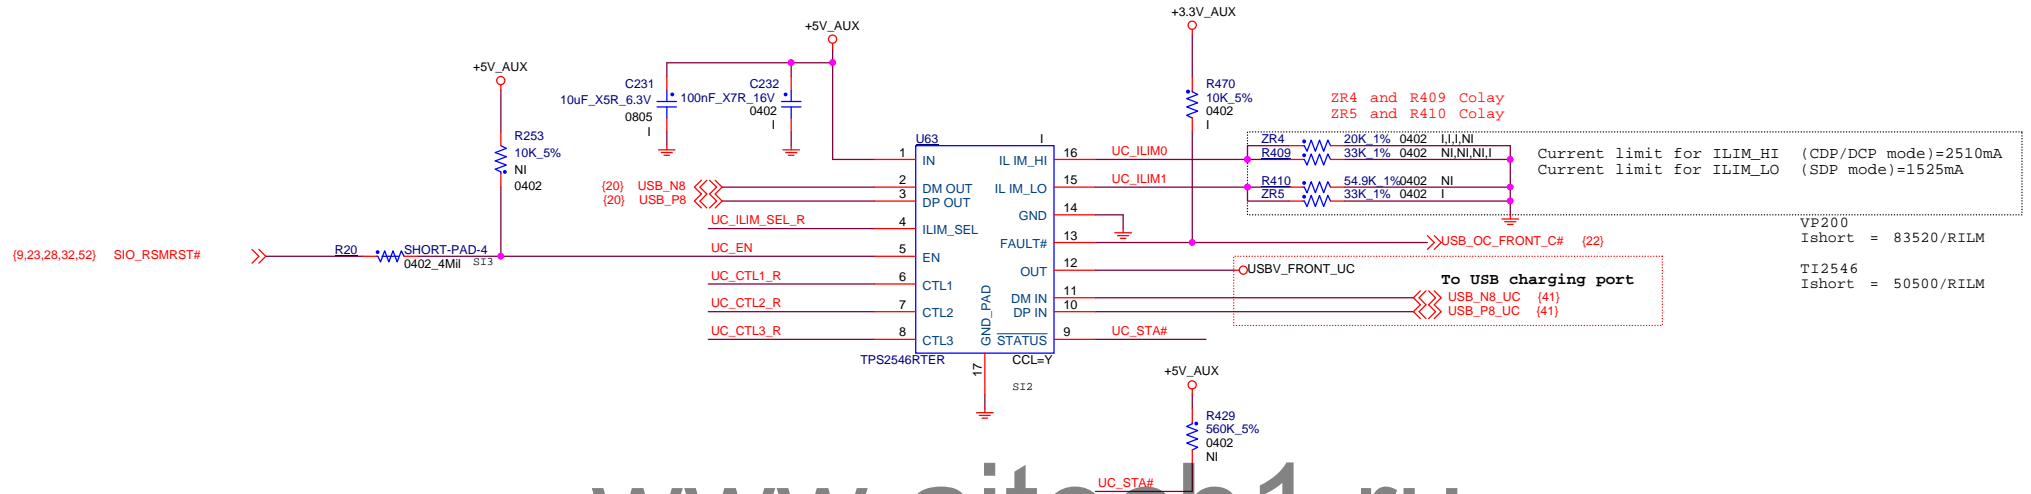 +3.3V_AUX
+5V_AUX
+5V_AUX
C231
10uF_X5R_6.3V
0805
I
C232
100nF_X7R_16V
0402
I
R470
10K_5%
0402
I
ZR4 and R409 Colay
ZR5 and R410 Colay
R253
10K_5%
NI
0402
U63
I
1 IN
2 DM OUT
3 DP OUT
4 ILIM_SEL
5 EN
6 CTL1
7 CTL2
8 CTL3
IL IM_HI 16
IL IM_LO 15
GND 14
FAULT# 13
OUT 12
DM IN 11
DP IN 10
STATUS 9
GND_PAD
17
TPS2546RTER
CCL=Y
SI2
{20} USB_N8
{20} USB_P8
UC_ILIM_SEL_R
UC_EN
UC_CTL1_R
UC_CTL2_R
UC_CTL3_R
{9,23,28,32,52} SIO_RSMRST#
R20
SHORT-PAD-4
0402_4Mil
SI3
UC_ILIM0
UC_ILIM1
ZR4 20K_1% 0402 I,I,I,NI
R409 33K_1% 0402 NI,NI,NI,I
R410 54.9K_1% 0402 NI
ZR5 33K_1% 0402 I
Current limit for ILIM_HI (CDP/DCP mode)=2510mA
Current limit for ILIM_LO (SDP mode)=1525mA
VP200
Ishort = 83520/RILM
TI2546
Ishort = 50500/RILM
USB_OC_FRONT_C# {22}
USBV_FRONT_UC
To USB charging port
USB_N8_UC {41}
USB_P8_UC {41}
UC_STA#
+5V_AUX
R429
560K_5%
0402
NI
UC_STA#